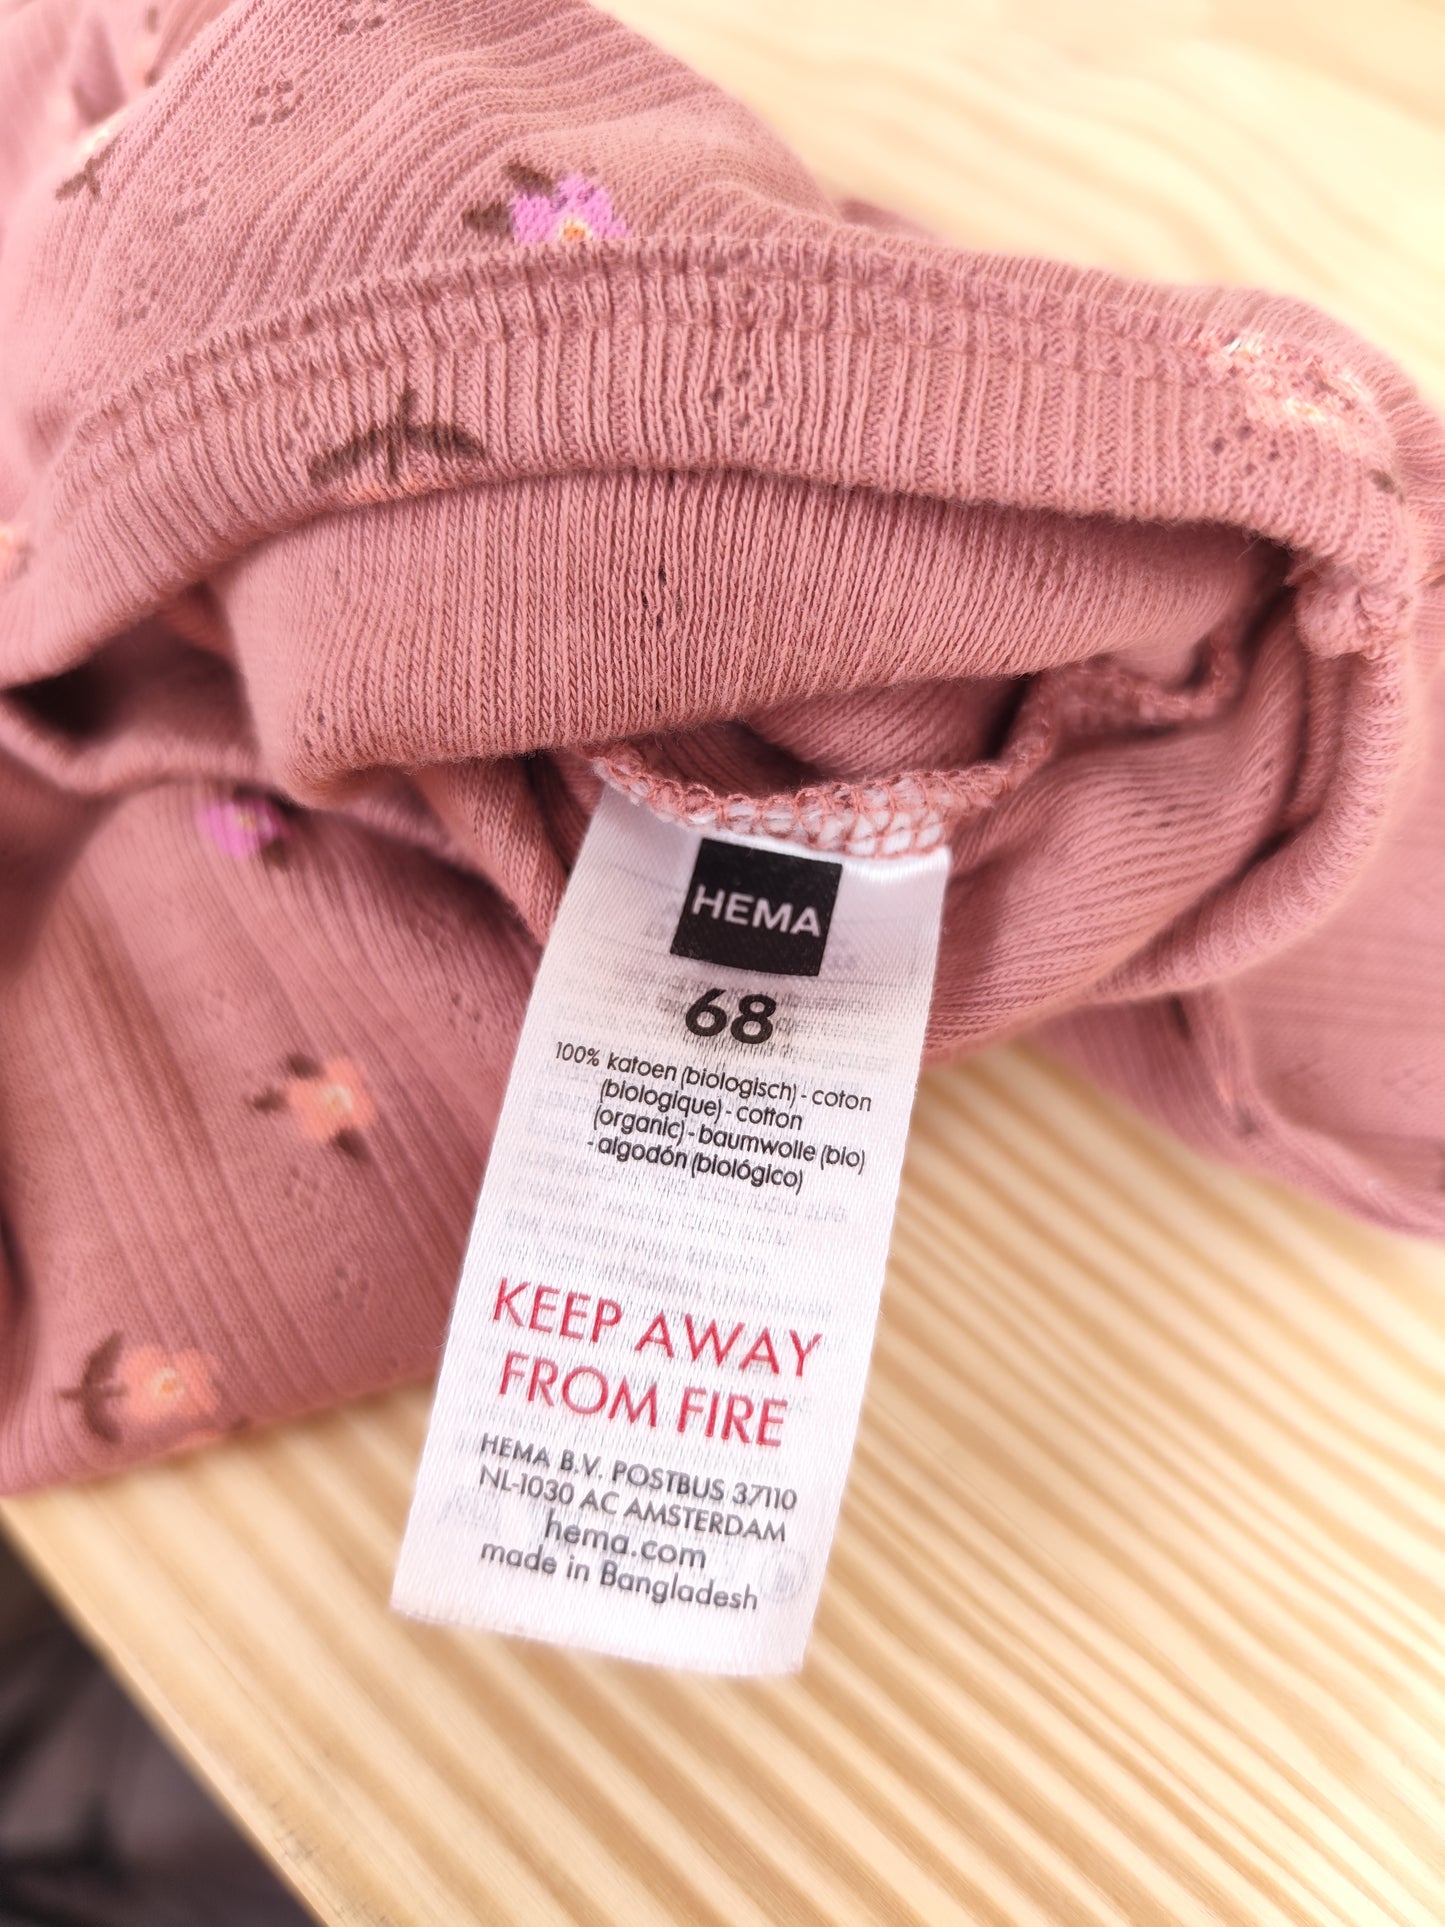 HEMA
68
100% katoen (biologisch) - coton
(biologique) - cotton
(organic) - baumwolle (bio)
- algodón (biológico)
KEEP AWAY
FROM FIRE
HEMA B.V. POSTBUS 37110
NL-1030 AC AMSTERDAM
hema.com
made in Bangladesh